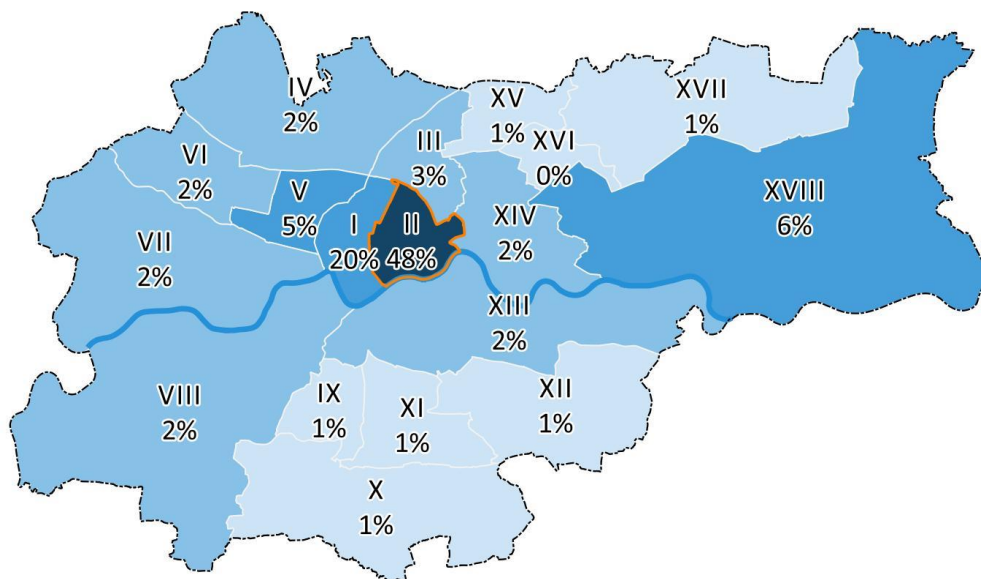 IV
2%
XV
1%
XVII
1%
III
3%
XVI
0%
VI
2%
V
5%
I
20%
II
48%
XIV
2%
XVIII
6%
VII
2%
XIII
2%
VIII
2%
IX
1%
XI
1%
XII
1%
X
1%